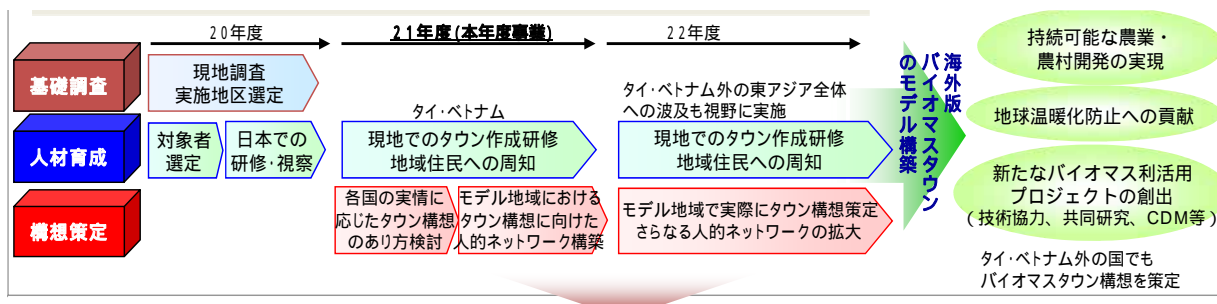 20年度
21年度(本年度事業)
22年度
基礎調査
現地調査
実施地区選定
人材育成
対象者
選定
日本での
研修・視察
タイ・ベトナム
現地でのタウン作成研修
地域住民への周知
タイ・ベトナム外の東アジア全体
への波及も視野に実施
現地でのタウン作成研修
地域住民への周知
構想策定
各国の実情に
応じたタウン構想
のあり方検討
モデル地域における
タウン構想に向けた
人的ネットワーク構築
モデル地域で実際にタウン構想策定
さらなる人的ネットワークの拡大
海外版
バイオマスタウン
のモデル構築
持続可能な農業・
農村開発の実現
地球温暖化防止への貢献
新たなバイオマス利活用
プロジェクトの創出
(技術協力、共同研究、CDM等)
タイ・ベトナム外の国でも
バイオマスタウン構想を策定